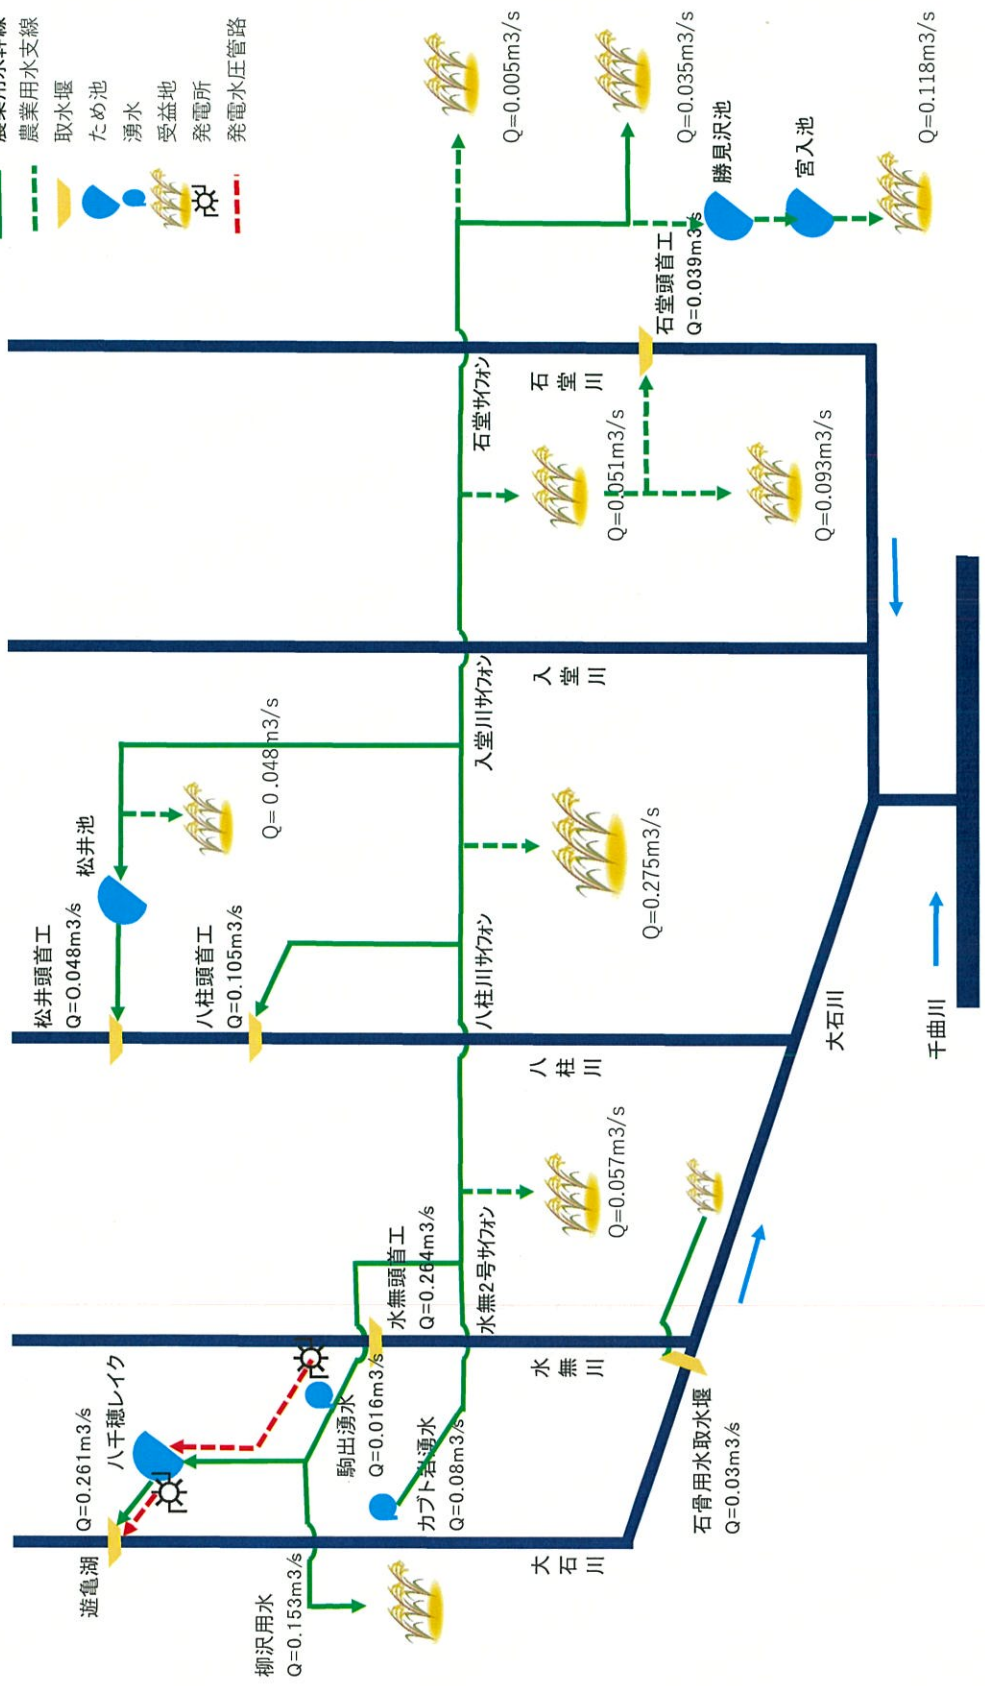 農業用水幹線
農業用水支線
取水堰
ため池
湧水
受益地
発電所
発電水圧管路
遊亀湖
Q=0.261m3/s
八千穂レイク
柳沢用水
Q=0.153m3/s
駒出湧水
Q=0.016m3/s
カブト岩湧水
Q=0.08m3/s
大石川
水無頭首工
Q=0.264m3/s
水無2号サイフォン
水無川
石骨用水取水堰
Q=0.03m3/s
Q=0.057m3/s
松井頭首工
Q=0.048m3/s
松井池
八柱頭首工
Q=0.105m3/s
八柱川サイフォン
八柱川
Q= 0.048m3/s
Q=0.275m3/s
入堂川サイフォン
入堂川
石堂サイフォン
石堂川
Q=0.051m3/s
Q=0.093m3/s
石堂頭首工
Q=0.039m3/s
勝見沢池
宮入池
Q=0.005m3/s
Q=0.035m3/s
Q=0.118m3/s
大石川
千曲川